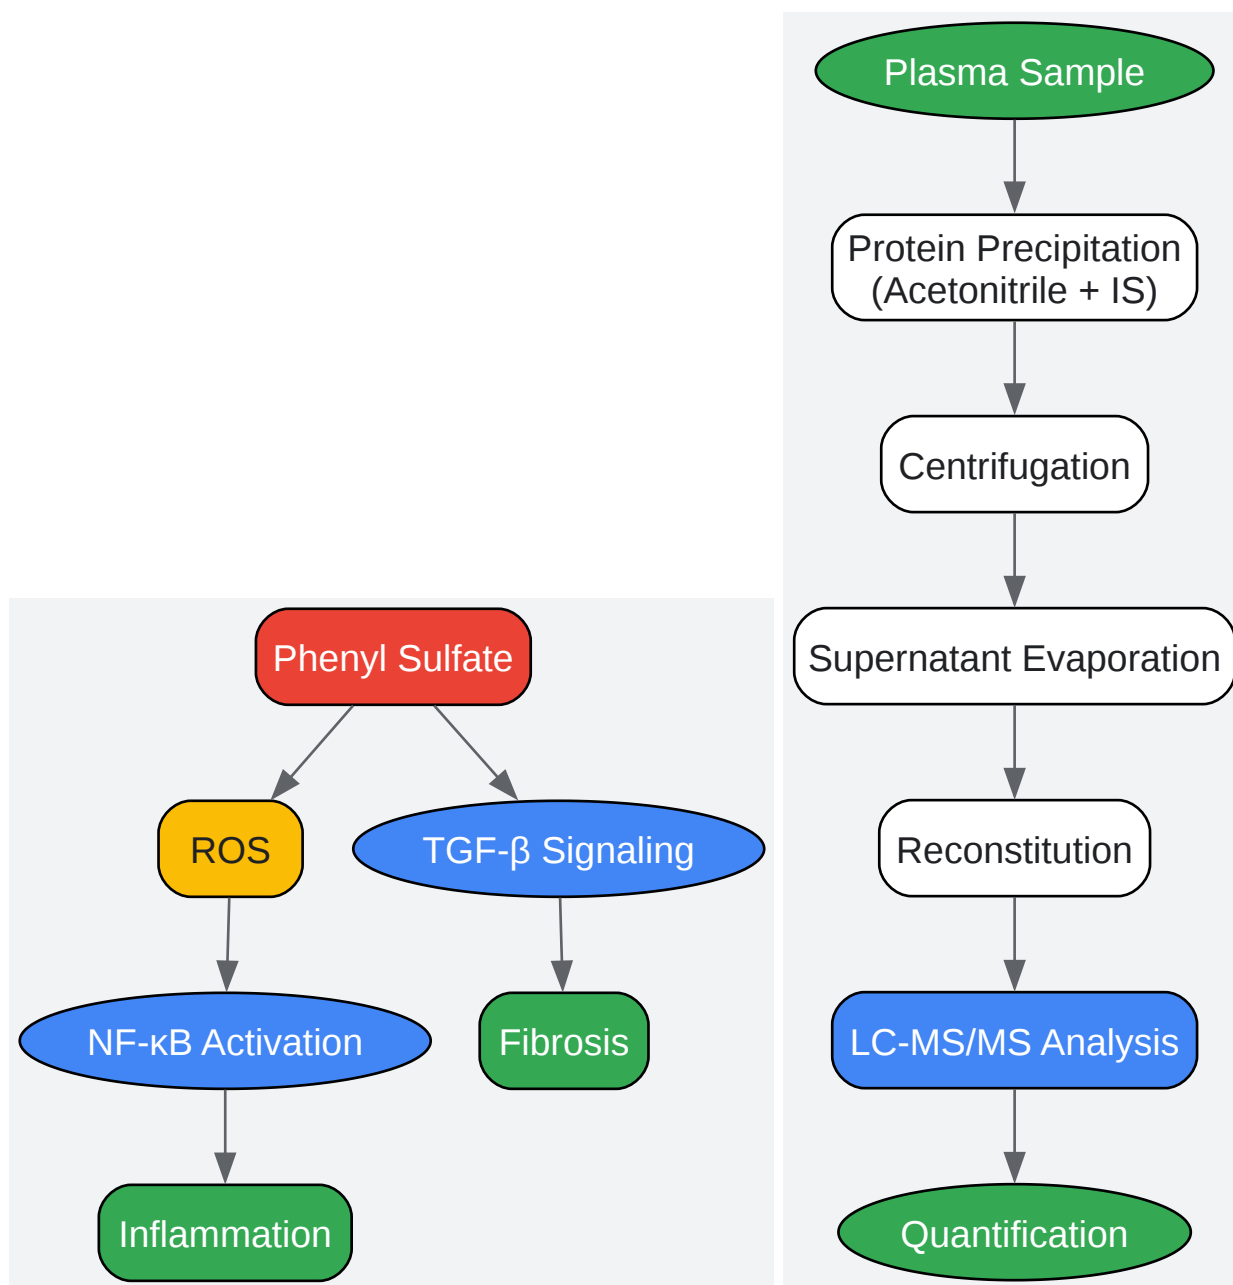 Phenyl Sulfate
ROS
TGF-β Signaling
NF-κB Activation
Fibrosis
Inflammation
Plasma Sample
Protein Precipitation
(Acetonitrile + IS)
Centrifugation
Supernatant Evaporation
Reconstitution
LC-MS/MS Analysis
Quantification